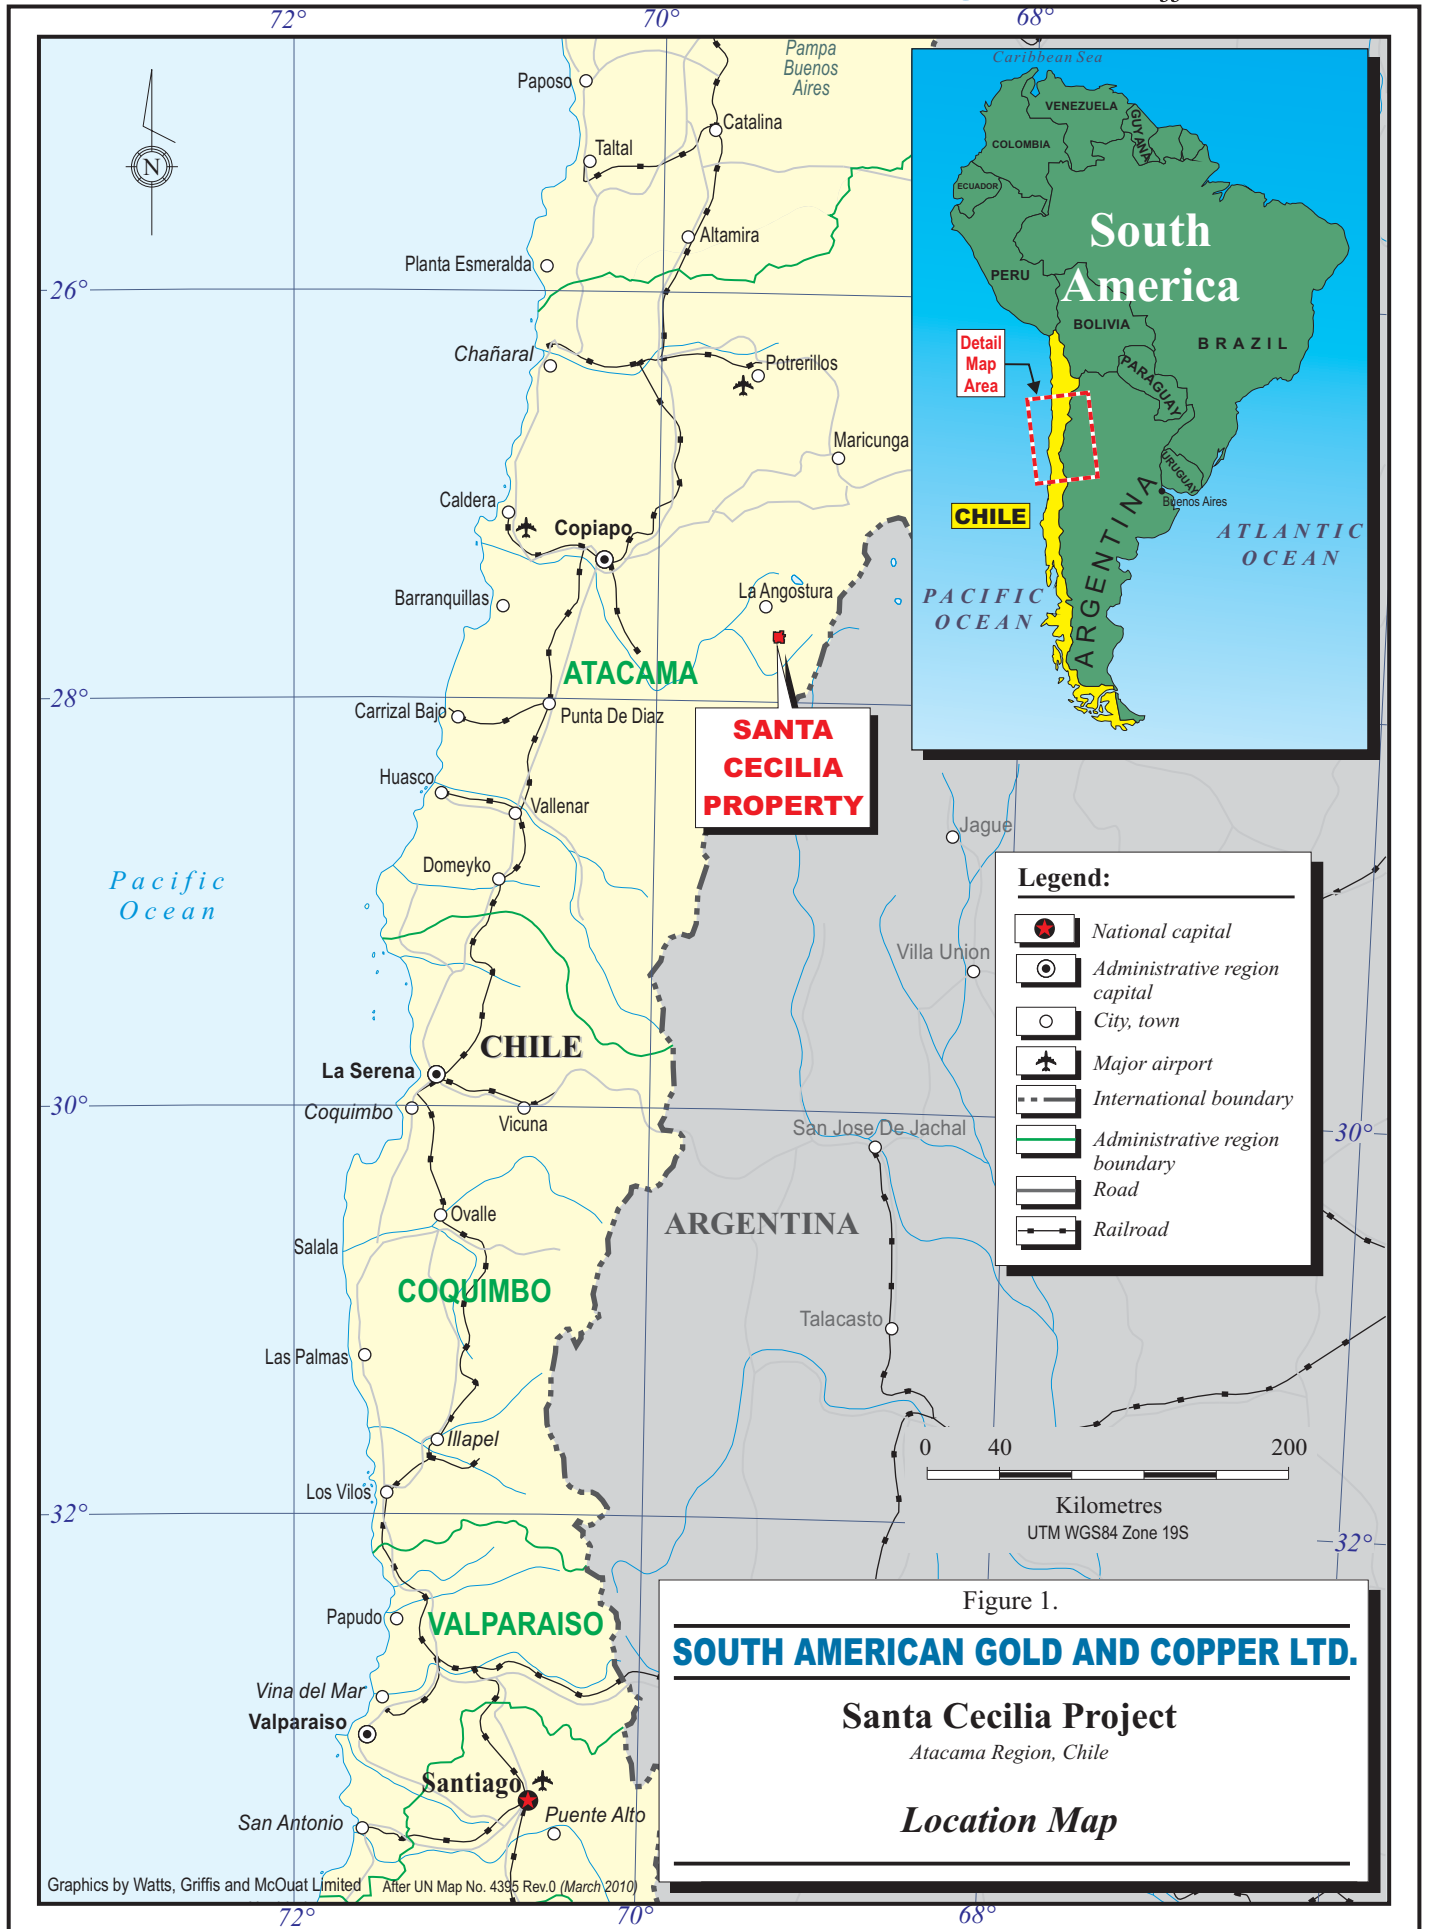 72°
70°
68°
Paposo
Pampa
Buenos
Aires
Catalina
Taltal
Altamira
Planta Esmeralda
26°
Chañaral
Potrerillos
Maricunga
Caldera
Copiapo
Barranquillas
La Angostura
ATACAMA
28°
Carrizal Bajo
Punta De Diaz
SANTA
CECILIA
PROPERTY
Huasco
Vallenar
Domeyko
Pacific
Ocean
CHILE
La Serena
30°
Coquimbo
Vicuna
Ovalle
Salala
COQUIMBO
Las Palmas
Illapel
Los Vilos
32°
Papudo
VALPARAISO
Vina del Mar
Valparaiso
Santiago
San Antonio
Puente Alto
Jague
Villa Union
San Jose De Jachal
ARGENTINA
Talacasto
30°
32°
Caribbean Sea
VENEZUELA
GUYANA
COLOMBIA
ECUADOR
South
America
PERU
BOLIVIA
BRAZIL
Detail
Map
Area
PARAGUAY
URUGUAY
Buenos Aires
CHILE
ARGENTINA
ATLANTIC
OCEAN
PACIFIC
OCEAN
Legend:
National capital
Administrative region
capital
City, town
Major airport
International boundary
Administrative region
boundary
Road
Railroad
0 40 200
Kilometres
UTM WGS84 Zone 19S
Figure 1.
SOUTH AMERICAN GOLD AND COPPER LTD.
Santa Cecilia Project
Atacama Region, Chile
Location Map
Graphics by Watts, Griffis and McOuat Limited
After UN Map No. 4395 Rev.0 (March 2010)
72°
70°
68°